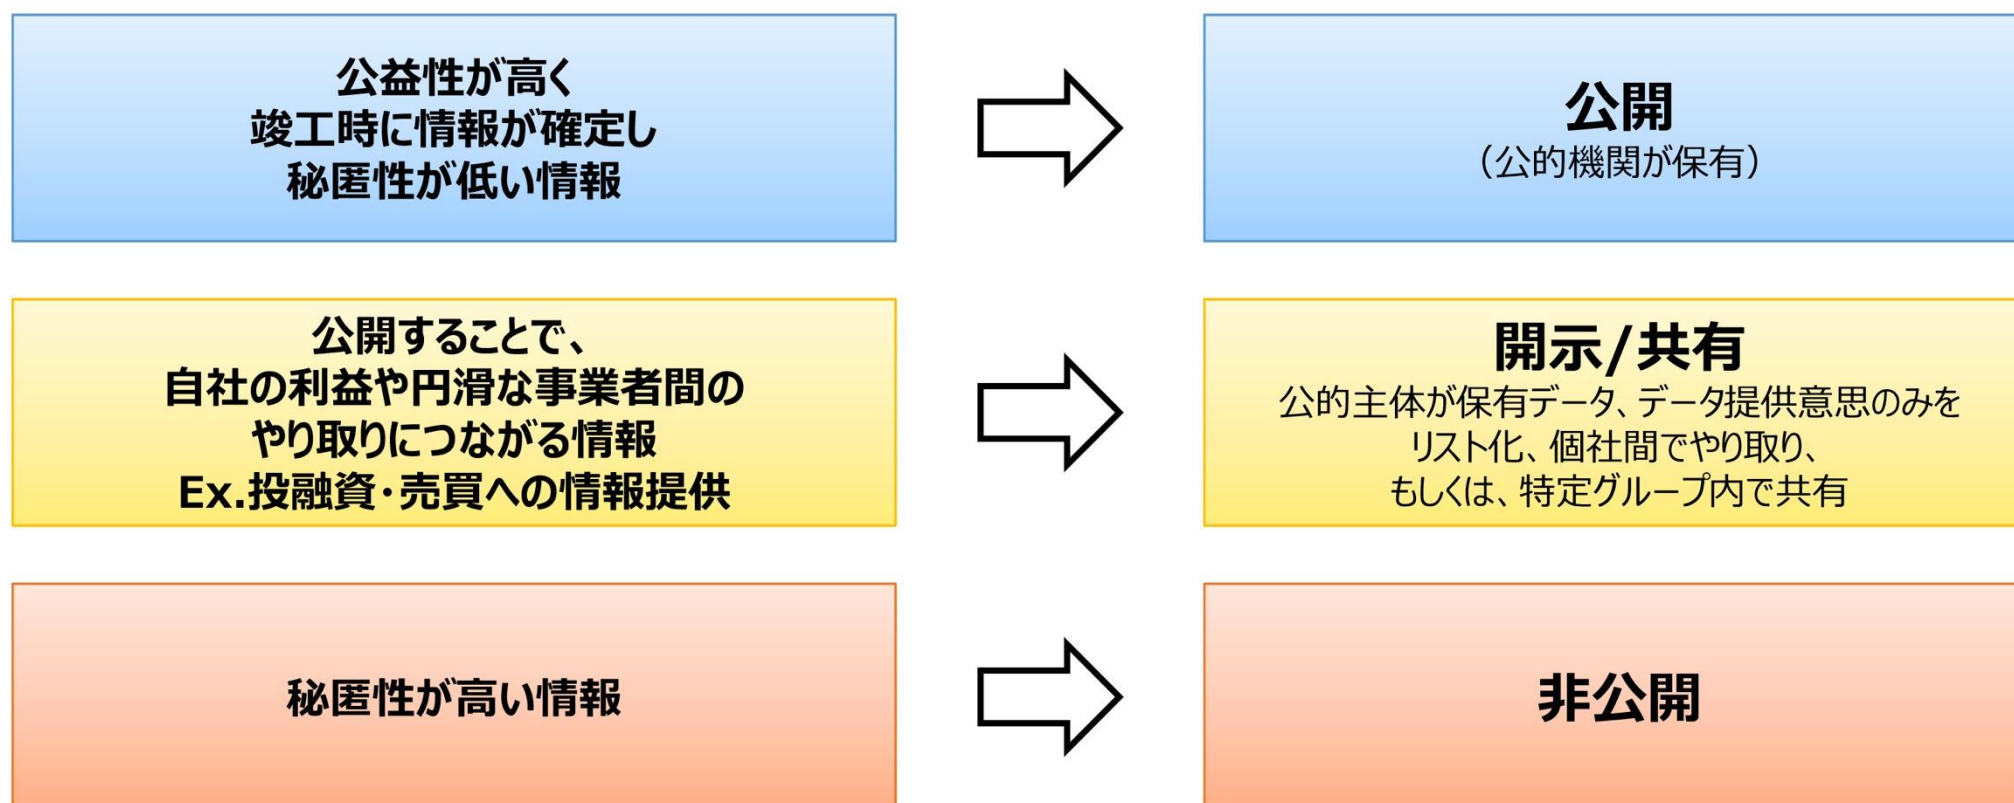 公益性が高く
竣工時に情報が確定し
秘匿性が低い情報
公開
（公的機関が保有）
公開することで、
自社の利益や円滑な事業者間の
やり取りにつながる情報
Ex.投融資・売買への情報提供
開示/共有
公的主体が保有データ、データ提供意思のみを
リスト化、個社間でやり取り、
もしくは、特定グループ内で共有
秘匿性が高い情報
非公開